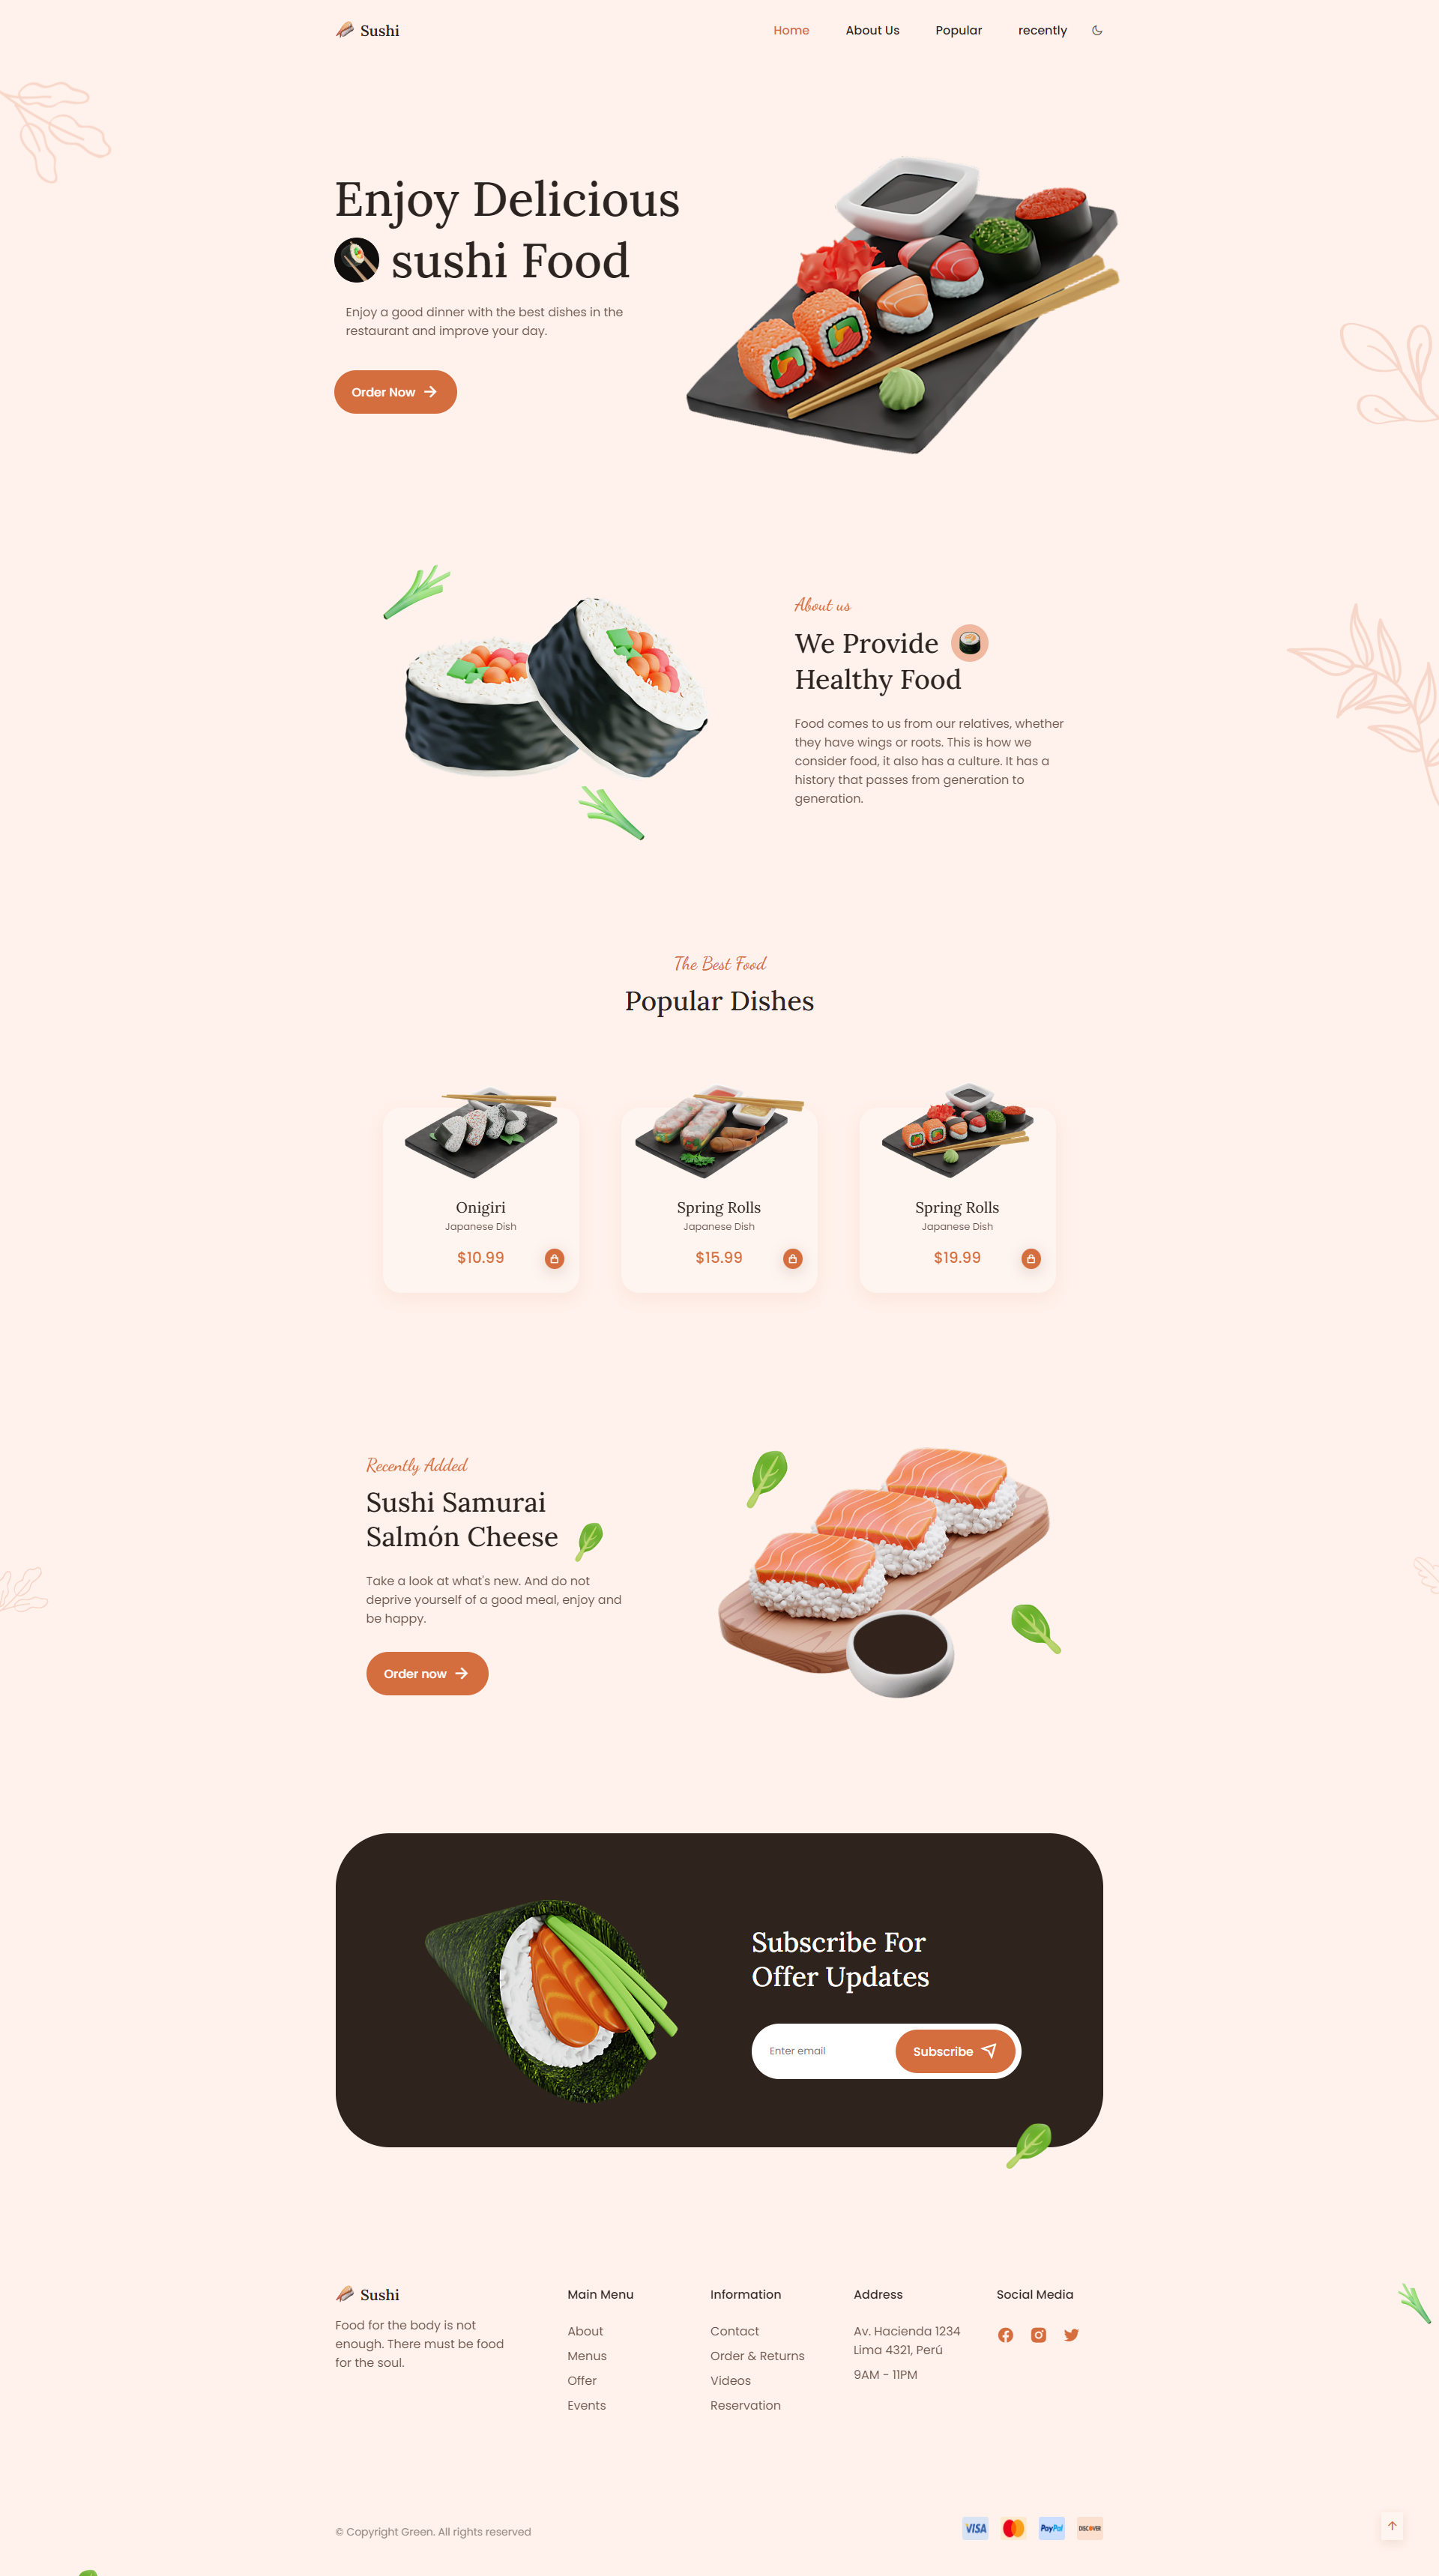 Sushi
Home
About Us
Popular
recently
Enjoy Delicious
sushi Food
Enjoy a good dinner with the best dishes in the
restaurant and improve your day.
Order Now
About us
We Provide
Healthy Food
Food comes to us from our relatives, whether
they have wings or roots. This is how we
consider food, it also has a culture. It has a
history that passes from generation to
generation.
The Best Food
Popular Dishes
Onigiri
Japanese Dish
$10.99
Spring Rolls
Japanese Dish
$15.99
Spring Rolls
Japanese Dish
$19.99
Recently Added
Sushi Samurai
Salmón Cheese
Take a look at what's new. And do not
deprive yourself of a good meal, enjoy and
be happy.
Order now
Subscribe For
Offer Updates
Enter email
Subscribe
Sushi
Food for the body is not
enough. There must be food
for the soul.
Main Menu
About
Menus
Offer
Events
Information
Contact
Order & Returns
Videos
Reservation
Address
Av. Hacienda 1234
Lima 4321, Perú
9AM - 11PM
Social Media
© Copyright Green. All rights reserved
VISA
PayPal
DISCOVER